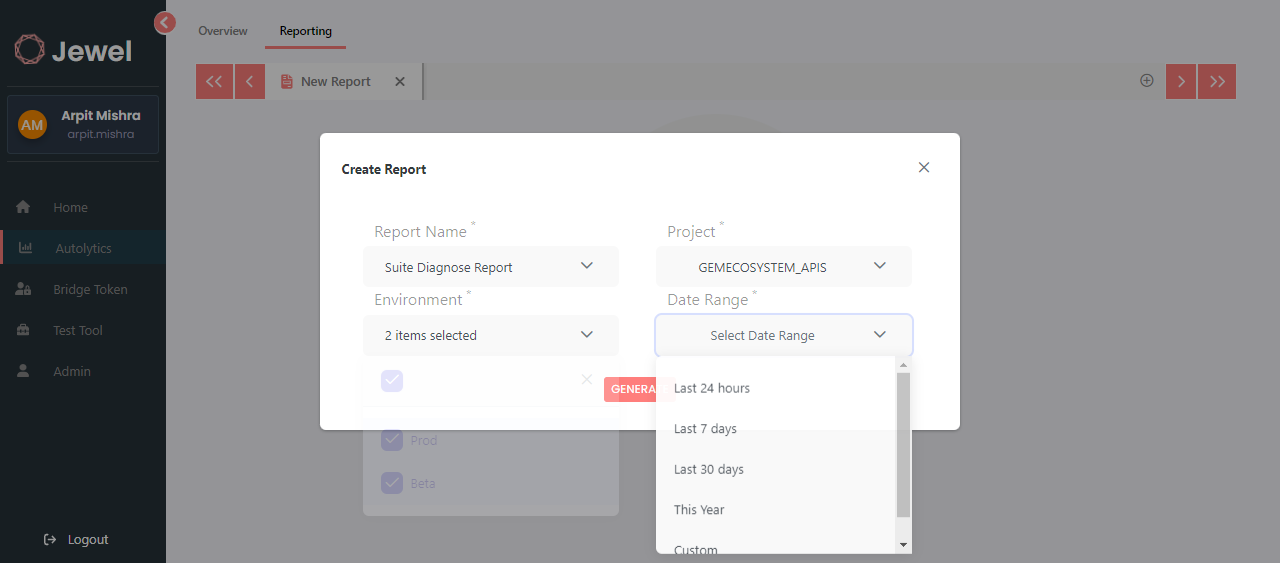 Jewel
AM
Arpit Mishra
arpit.mishra
Home
Autolytics
Bridge Token
Test Tool
Admin
Logout
Overview
Reporting
New Report
Create Report
Report Name *
Project *
Suite Diagnose Report
GEMECOSYSTEM_APIS
Environment *
Date Range *
2 items selected
Select Date Range
GENERATE
Prod
Beta
Last 24 hours
Last 7 days
Last 30 days
This Year
Custom